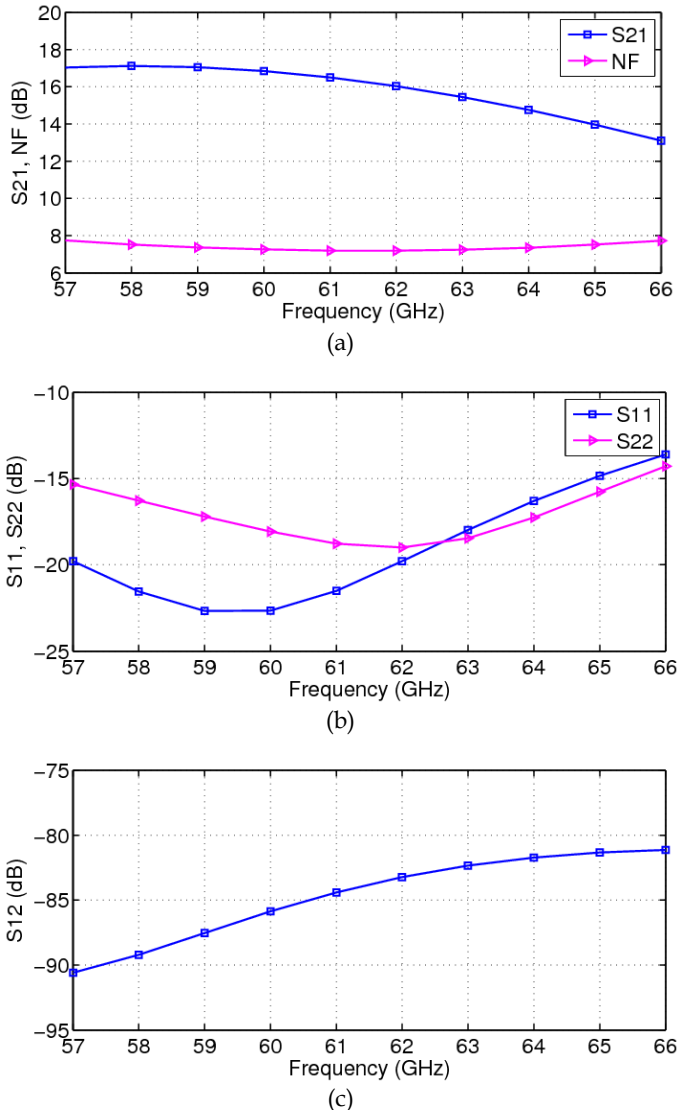 20
18
16
14
12
10
8
6
S21, NF (dB)
S21
NF
57 58 59 60 61 62 63 64 65 66
Frequency (GHz)
(a)
−10
−15
−20
−25
S11, S22 (dB)
S11
S22
57 58 59 60 61 62 63 64 65 66
Frequency (GHz)
(b)
−75
−80
−85
−90
−95
S12 (dB)
57 58 59 60 61 62 63 64 65 66
Frequency (GHz)
(c)